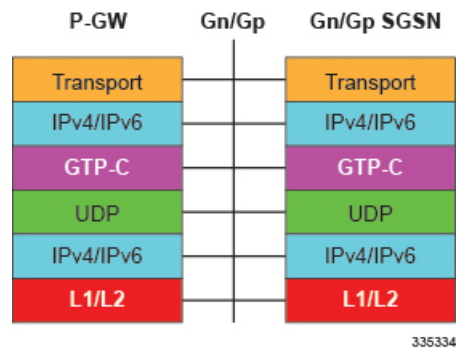 P-GW Gn/Gp Gn/Gp SGSN
Transport Transport
IPv4/IPv6 IPv4/IPv6
GTP-C GTP-C
UDP UDP
IPv4/IPv6 IPv4/IPv6
L1/L2 L1/L2
335334